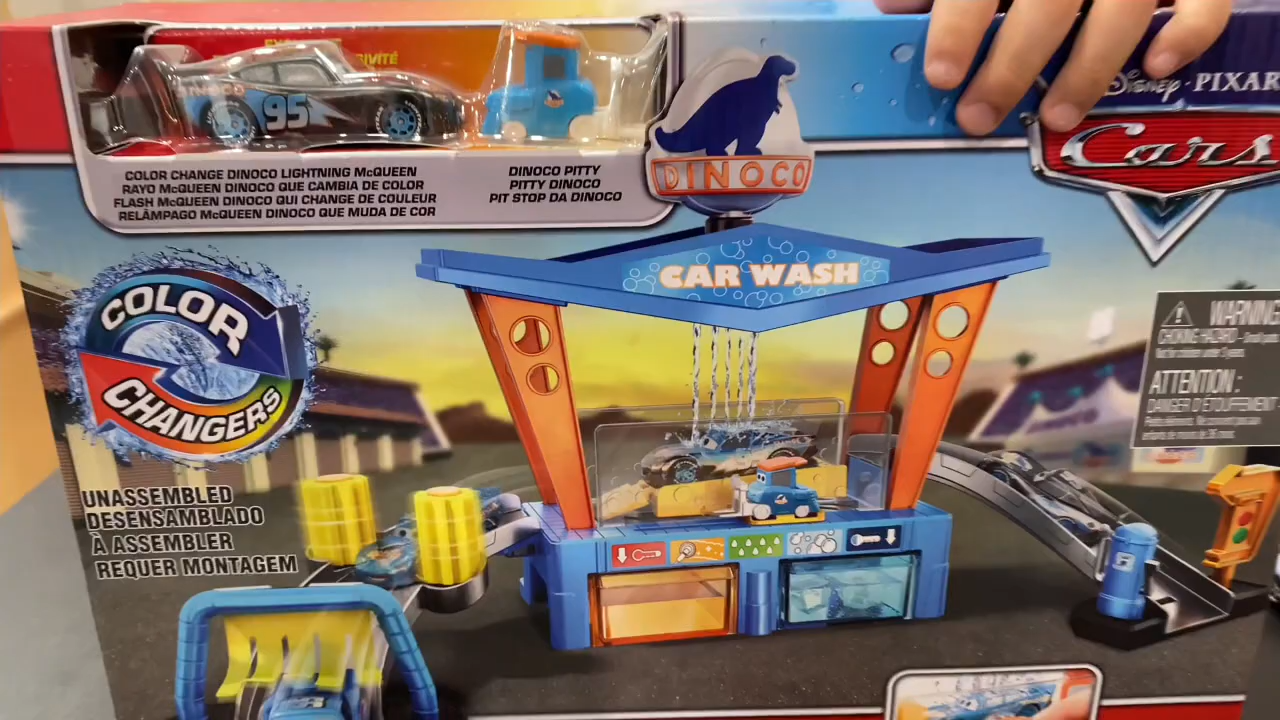 DINOCO
95
COLOR CHANGE DINOCO LIGHTNING McQUEEN
RAYO McQUEEN DINOCO QUE CAMBIA DE COLOR
FLASH McQUEEN DINOCO QUI CHANGE DE COULEUR
RELÂMPAGO McQUEEN DINOCO QUE MUDA DE COR
DINOCO PITTY
PITTY DINOCO
PIT STOP DA DINOCO
DINOCO
Disney · PIXAR
Cars
CAR WASH
COLOR
CHANGERS
WARNING
CHOKING HAZARD
ATTENTION :
UNASSEMBLED
DESENSAMBLADO
À ASSEMBLER
REQUER MONTAGEM